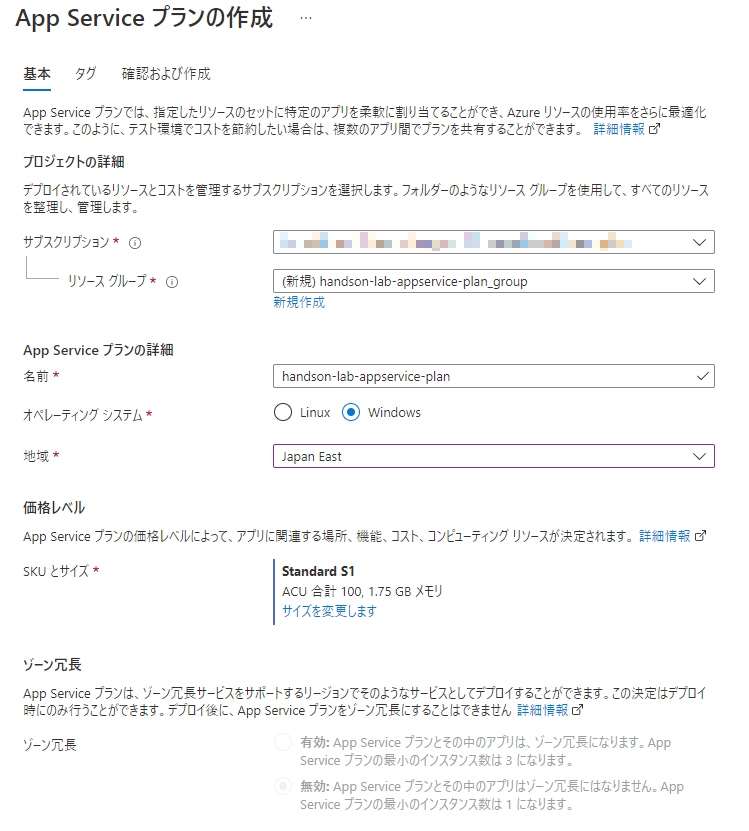 App Service プランの作成 …
基本 タグ 確認および作成
App Service プランでは、指定したリソースのセットに特定のアプリを柔軟に割り当てることができ、Azure リソースの使用率をさらに最適化
できます。このように、テスト環境でコストを節約したい場合は、複数のアプリ間でプランを共有することができます。 詳細情報
プロジェクトの詳細
デプロイされているリソースとコストを管理するサブスクリプションを選択します。フォルダーのようなリソース グループを使用して、すべてのリソース
を整理し、管理します。
サブスクリプション *
リソース グループ * (新規) handson-lab-appservice-plan_group
新規作成
App Service プランの詳細
名前 * handson-lab-appservice-plan
オペレーティング システム * Linux Windows
地域 * Japan East
価格レベル
App Service プランの価格レベルによって、アプリに関連する場所、機能、コスト、コンピューティング リソースが決定されます。 詳細情報
SKU とサイズ * Standard S1
ACU 合計 100, 1.75 GB メモリ
サイズを変更します
ゾーン冗長
App Service プランは、ゾーン冗長サービスをサポートするリージョンでそのようなサービスとしてデプロイすることができます。この決定はデプロイ
時にのみ行うことができます。デプロイ後に、App Service プランをゾーン冗長にすることはできません 詳細情報
ゾーン冗長 有効: App Service プランとその中のアプリは、ゾーン冗長になります。App
Service プランの最小のインスタンス数は 3 になります。
無効: App Service プランとその中のアプリはゾーン冗長にはなりません。App
Service プランの最小のインスタンス数は 1 になります。